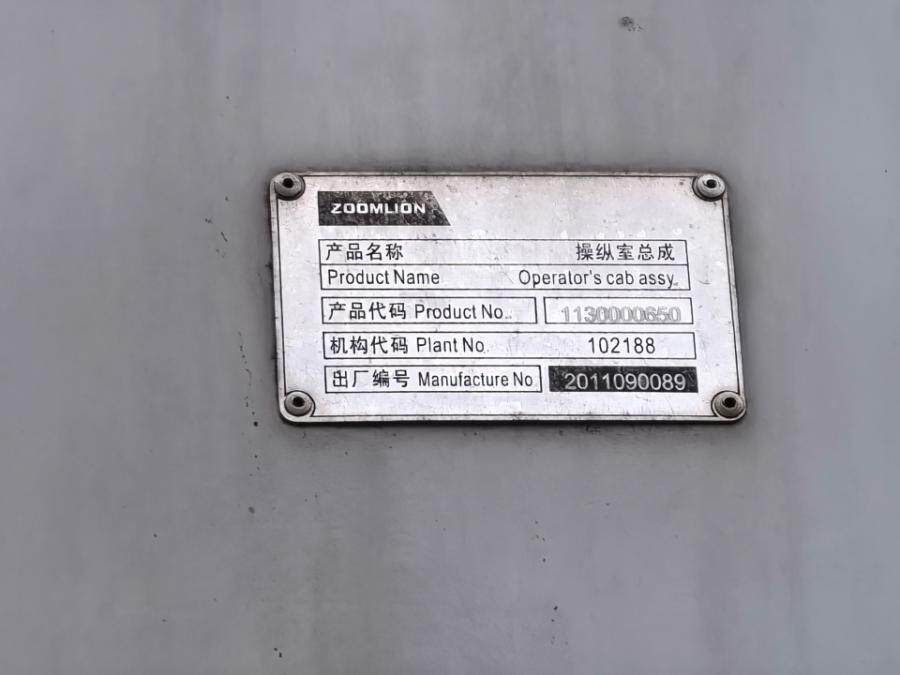 ZOOMLION
产品名称 操纵室总成
Product Name Operator's cab assy.
产品代码 Product No. 1130000650
机构代码 Plant No. 102188
出厂编号 Manufacture No. 2011090089